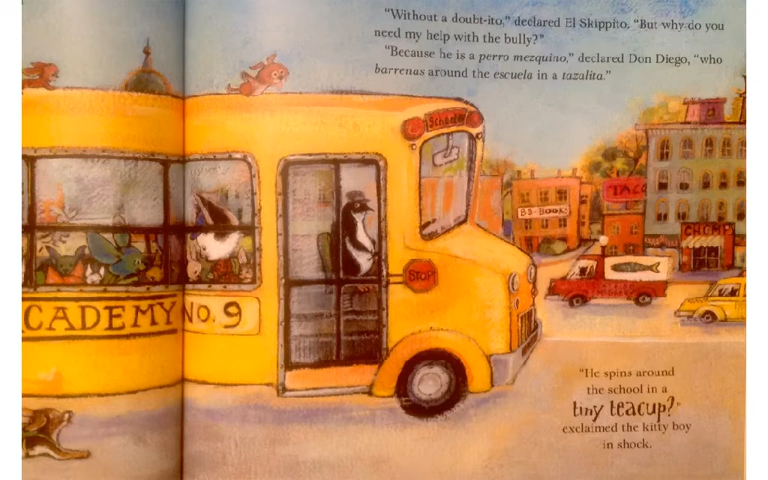 "Without a doubt-ito," declared El Skippito. "But why do you
need my help with the bully?"
"Because he is a perro mezquino," declared Don Diego, "who
barrenas around the escuela in a tazalita."
School
TACO
BB-BOOKS
CHOMP
STOP
CADEMY NO. 9
"He spins around
the school in a
tiny teacup?"
exclaimed the kitty boy
in shock.